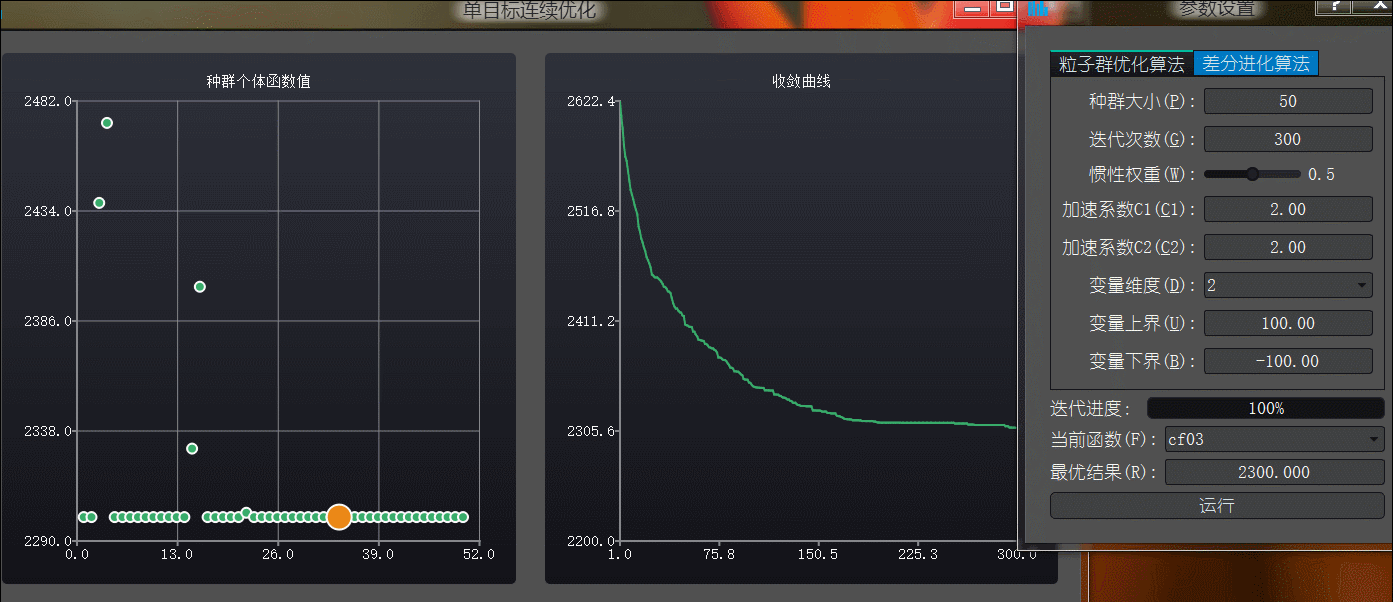 单目标连续优化
种群个体函数值
2482.0
2434.0
2386.0
2338.0
2290.0
0.0 13.0 26.0 39.0 52.0
收敛曲线
2622.4
2516.8
2411.2
2305.6
2200.0
1.0 75.8 150.5 225.3 300.0
参数设置
粒子群优化算法 差分进化算法
种群大小(P): 50
迭代次数(G): 300
惯性权重(W): 0.5
加速系数C1(C1): 2.00
加速系数C2(C2): 2.00
变量维度(D): 2
变量上界(U): 100.00
变量下界(B): -100.00
迭代进度: 100%
当前函数(F): cf03
最优结果(R): 2300.000
运行